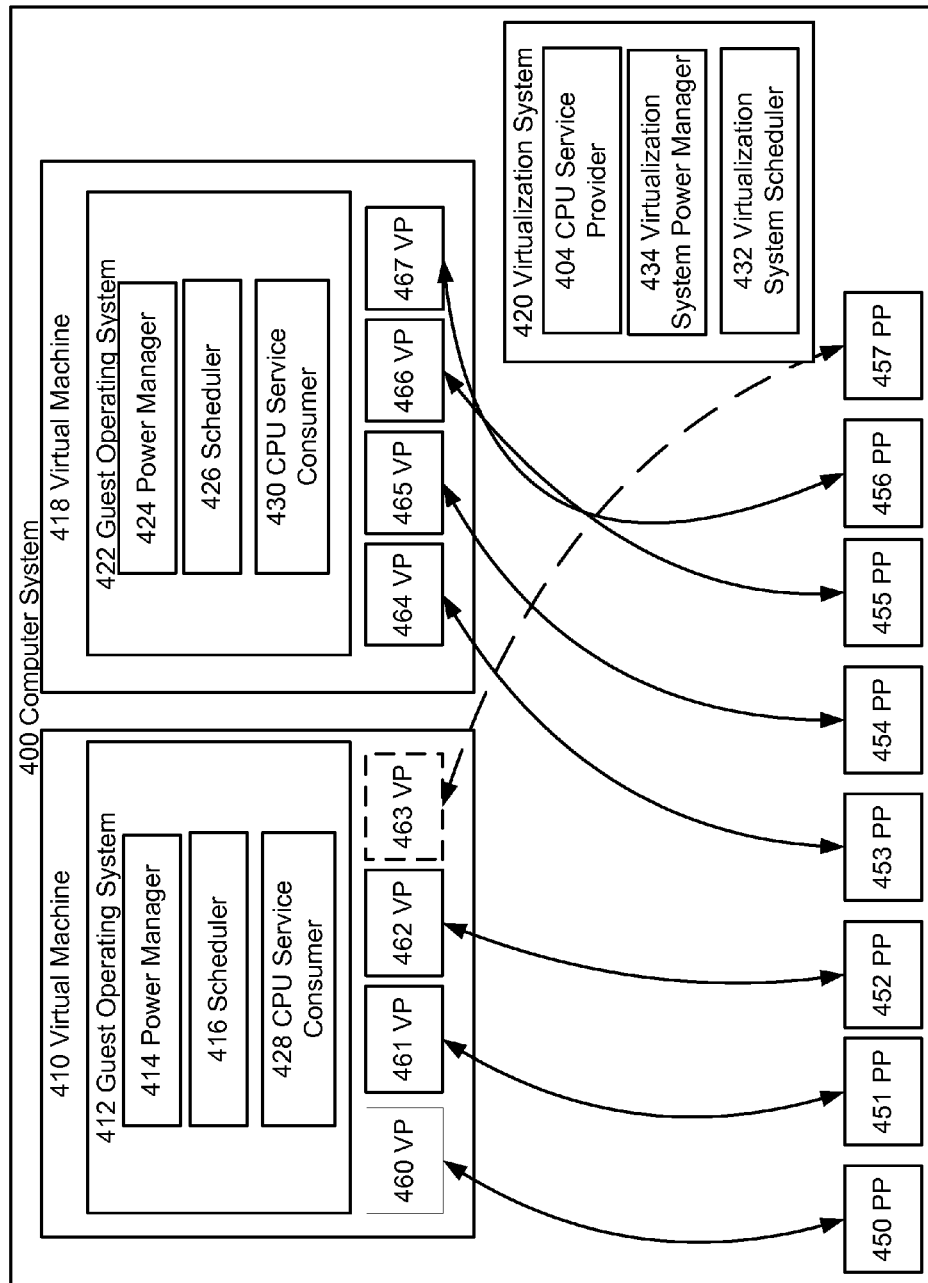 400 Computer System
410 Virtual Machine
412 Guest Operating System
414 Power Manager
416 Scheduler
428 CPU Service
Consumer
460 VP
461 VP
462 VP
463 VP
418 Virtual Machine
422 Guest Operating System
424 Power Manager
426 Scheduler
430 CPU Service
Consumer
464 VP
465 VP
466 VP
467 VP
420 Virtualization System
404 CPU Service
Provider
434 Virtualization
System Power Manager
432 Virtualization
System Scheduler
450 PP
451 PP
452 PP
453 PP
454 PP
455 PP
456 PP
457 PP